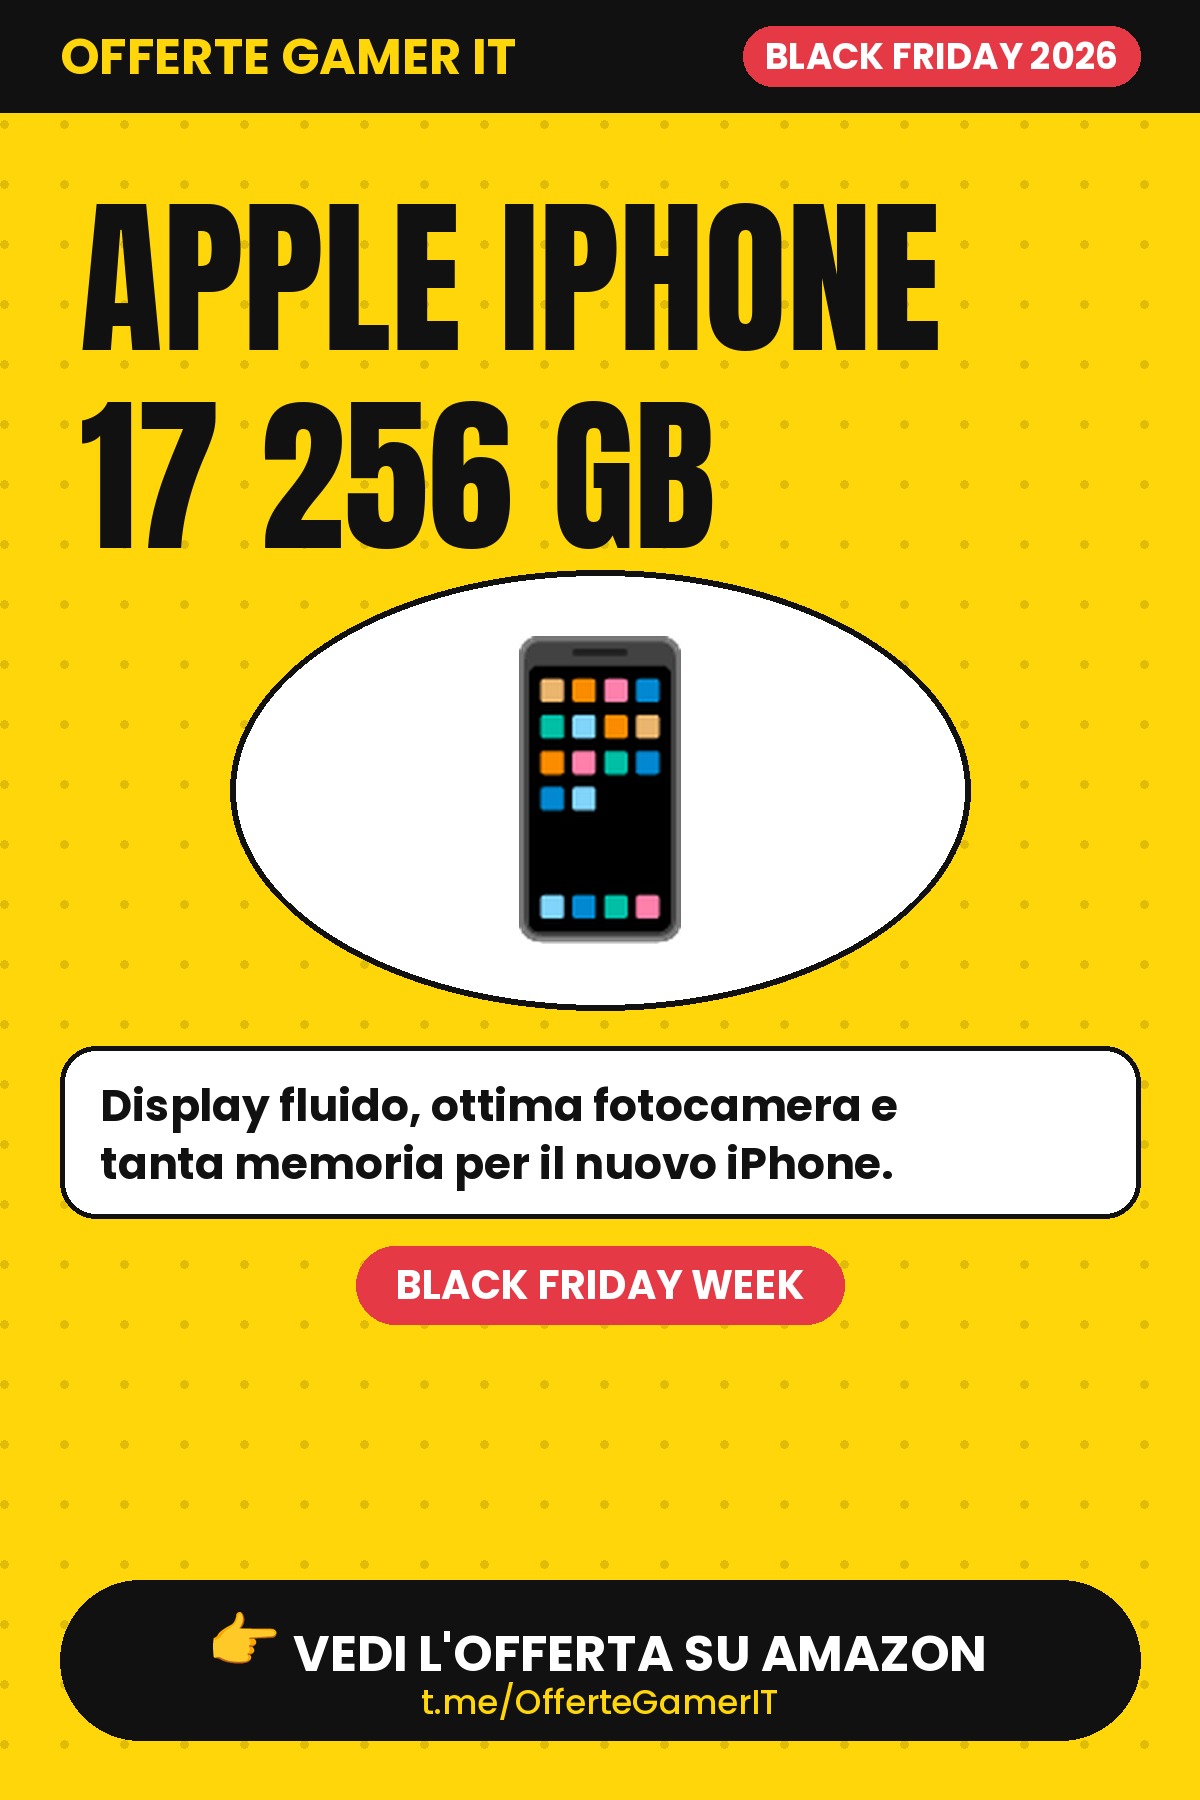 OFFERTE GAMER IT
BLACK FRIDAY 2026
APPLE IPHONE
17 256 GB
Display fluido, ottima fotocamera e
tanta memoria per il nuovo iPhone.
BLACK FRIDAY WEEK
VEDI L'OFFERTA SU AMAZON
t.me/OfferteGamerIT